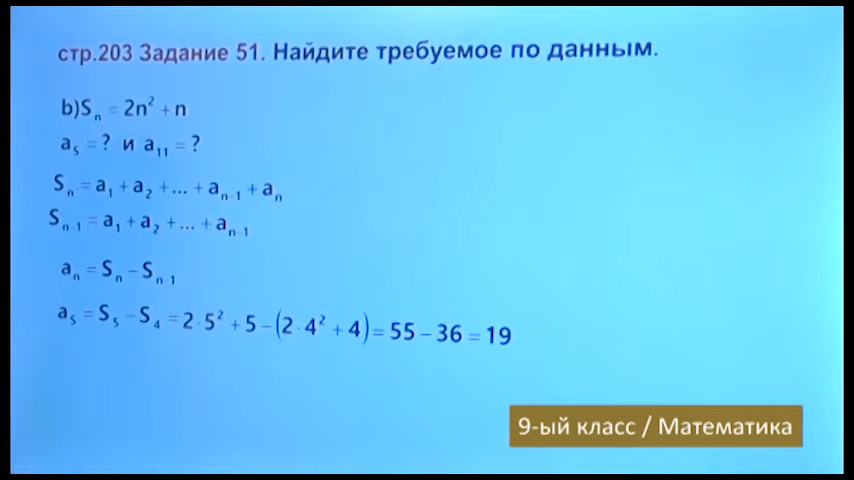 стр.203 Задание 51. Найдите требуемое по данным.
b)Sₙ = 2n² + n
a₅ = ? и a₁₁ = ?
Sₙ = a₁ + a₂ + ... + aₙ₋₁ + aₙ
Sₙ₋₁ = a₁ + a₂ + ... + aₙ₋₁
aₙ = Sₙ – Sₙ₋₁
a₅ = S₅ – S₄ = 2·5² + 5 – (2·4² + 4) = 55 – 36 = 19
9-ый класс / Математика